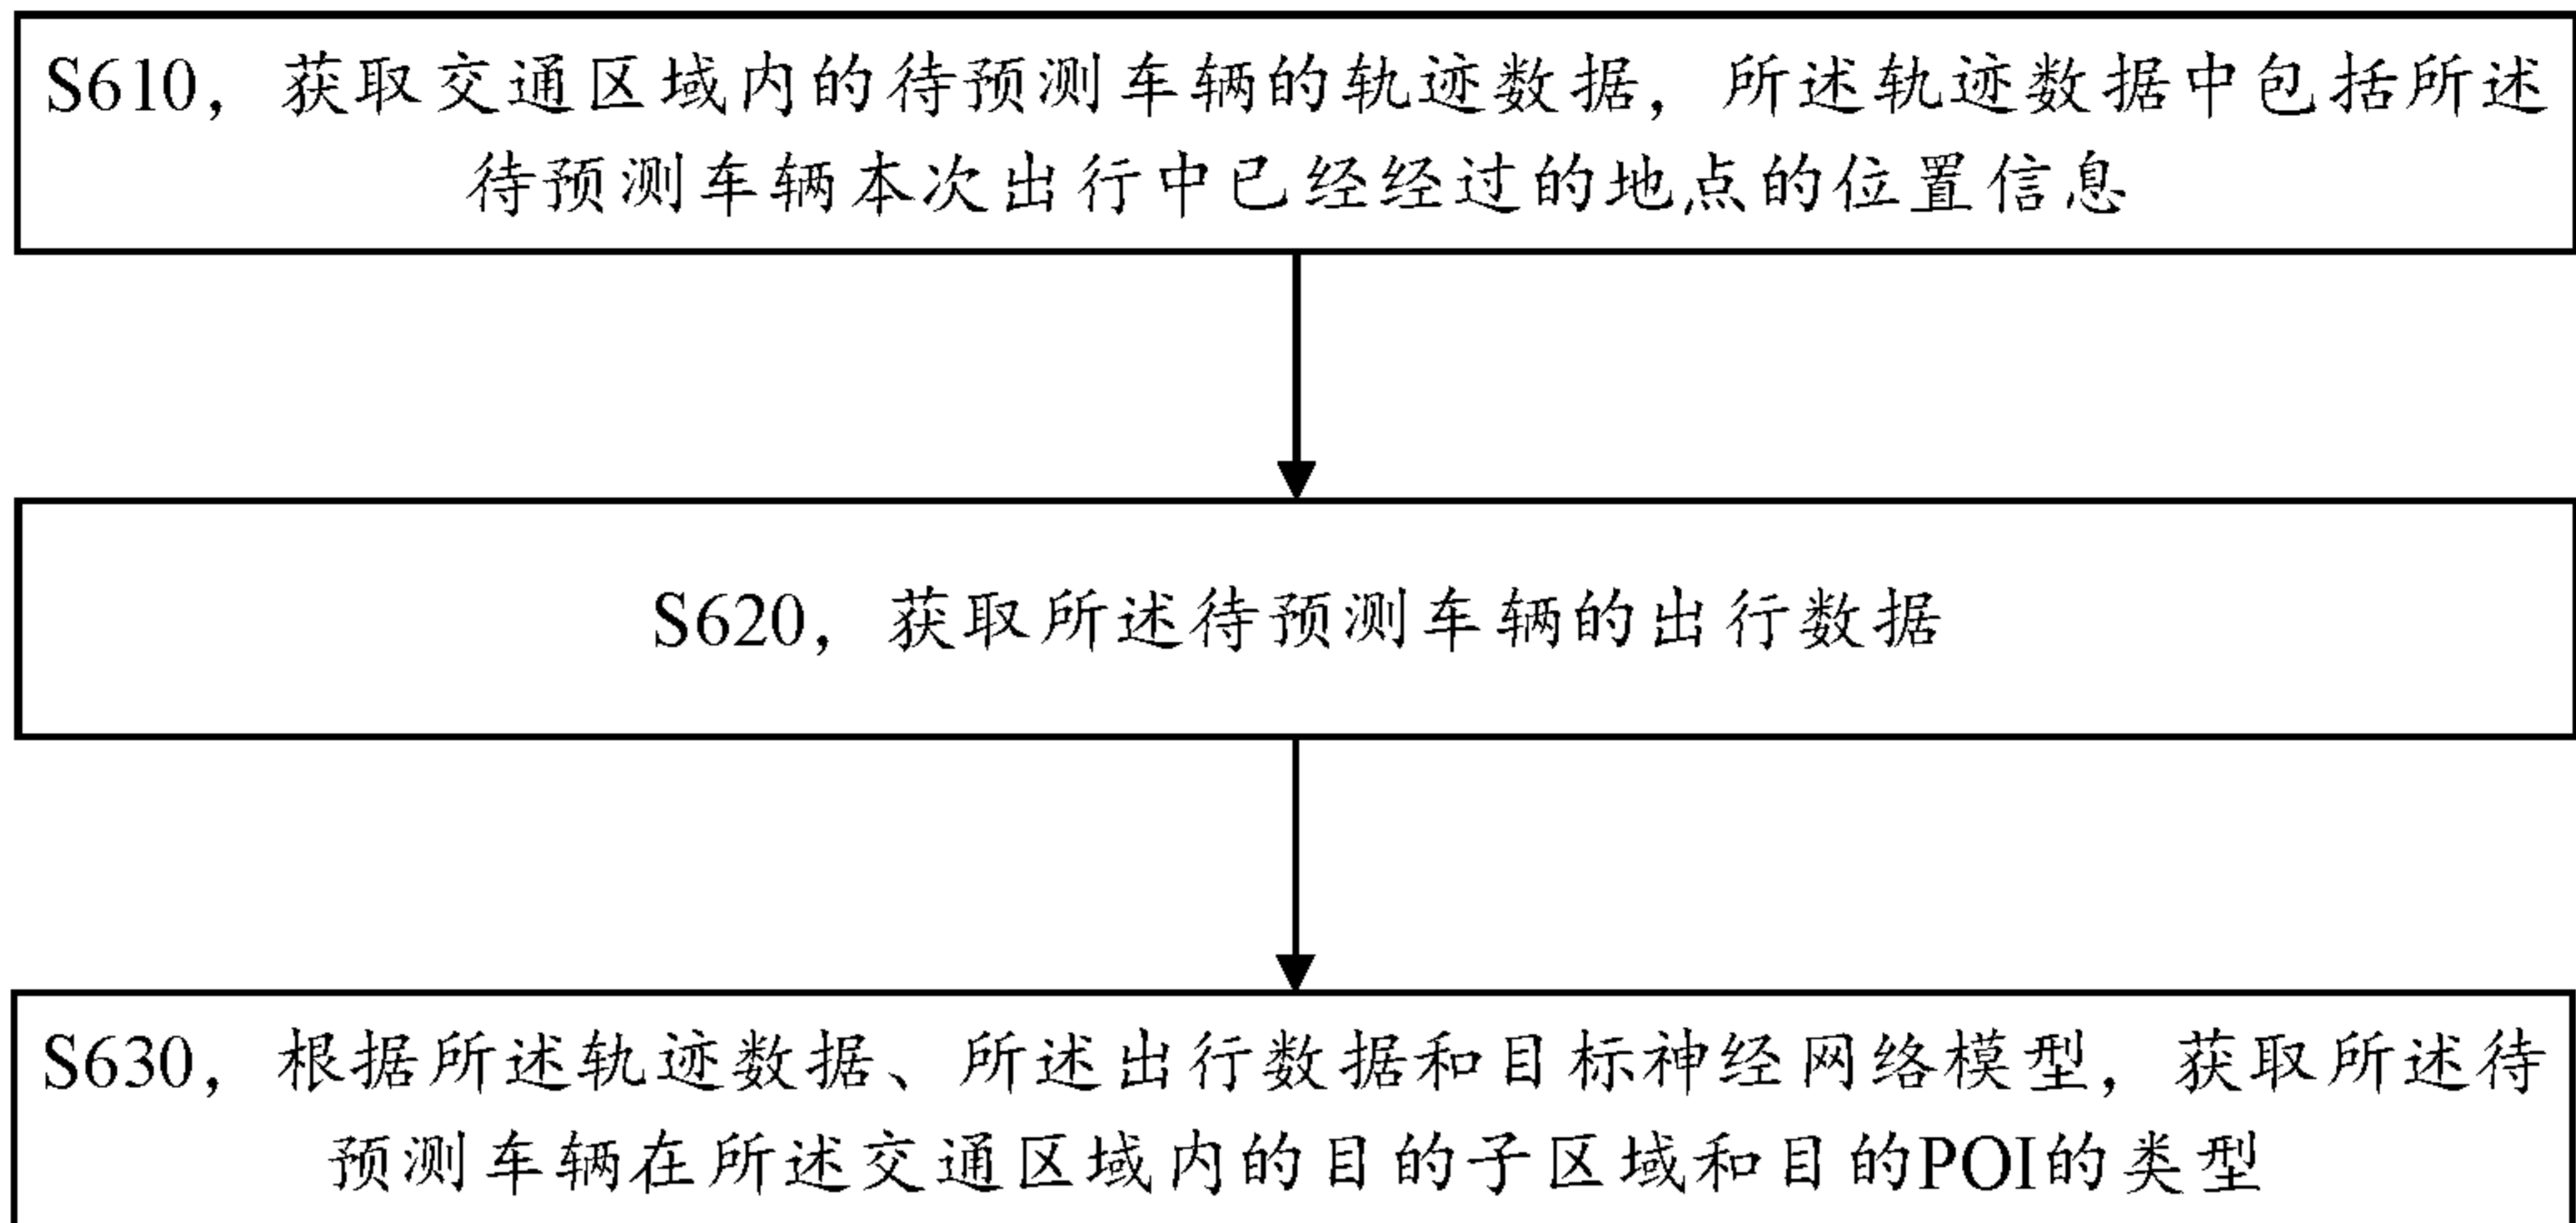 S610，获取交通区域内的待预测车辆的轨迹数据，所述轨迹数据中包括所述
待预测车辆本次出行中已经经过的地点的位置信息
S620，获取所述待预测车辆的出行数据
S630，根据所述轨迹数据、所述出行数据和目标神经网络模型，获取所述待
预测车辆在所述交通区域内的目的子区域和目的POI的类型